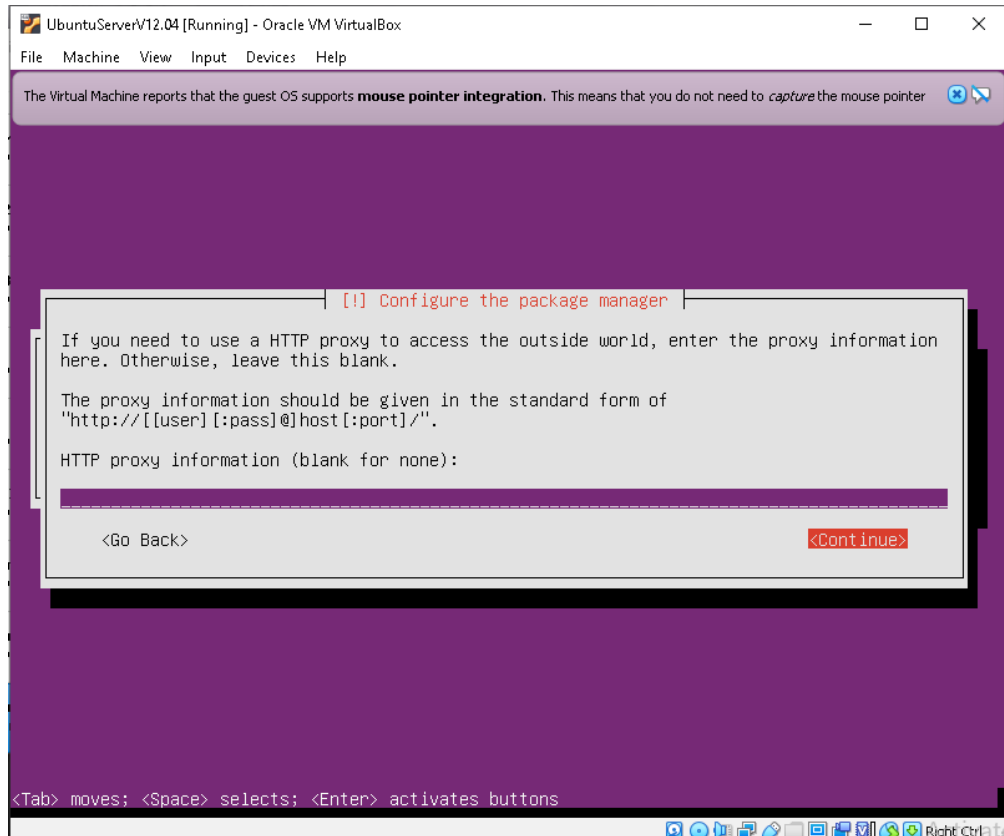 UbuntuServerV12.04 [Running] - Oracle VM VirtualBox
File Machine View Input Devices Help
The Virtual Machine reports that the guest OS supports mouse pointer integration. This means that you do not need to capture the mouse pointer
[!] Configure the package manager
If you need to use a HTTP proxy to access the outside world, enter the proxy information
here. Otherwise, leave this blank.
The proxy information should be given in the standard form of
"http://[[user][:pass]@]host[:port]/".
HTTP proxy information (blank for none):
<Go Back> <Continue>
<Tab> moves; <Space> selects; <Enter> activates buttons
Right Ctrl